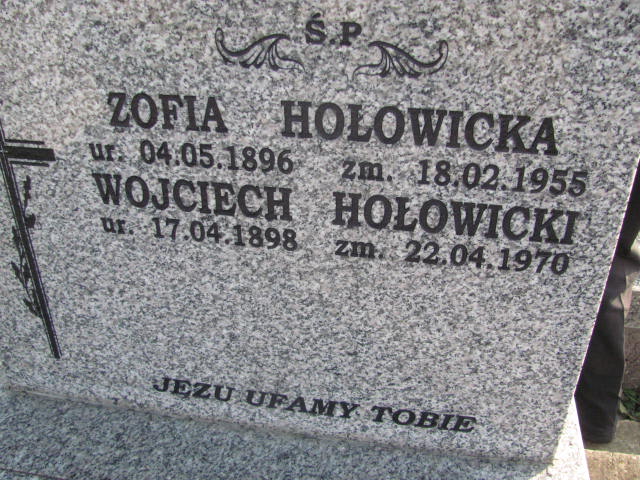 Ś.P
ZOFIA HOŁOWICKA
ur. 04.05.1896 zm. 18.02.1955
WOJCIECH HOŁOWICKI
ur. 17.04.1898 zm. 22.04.1970
JEZU UFAMY TOBIE